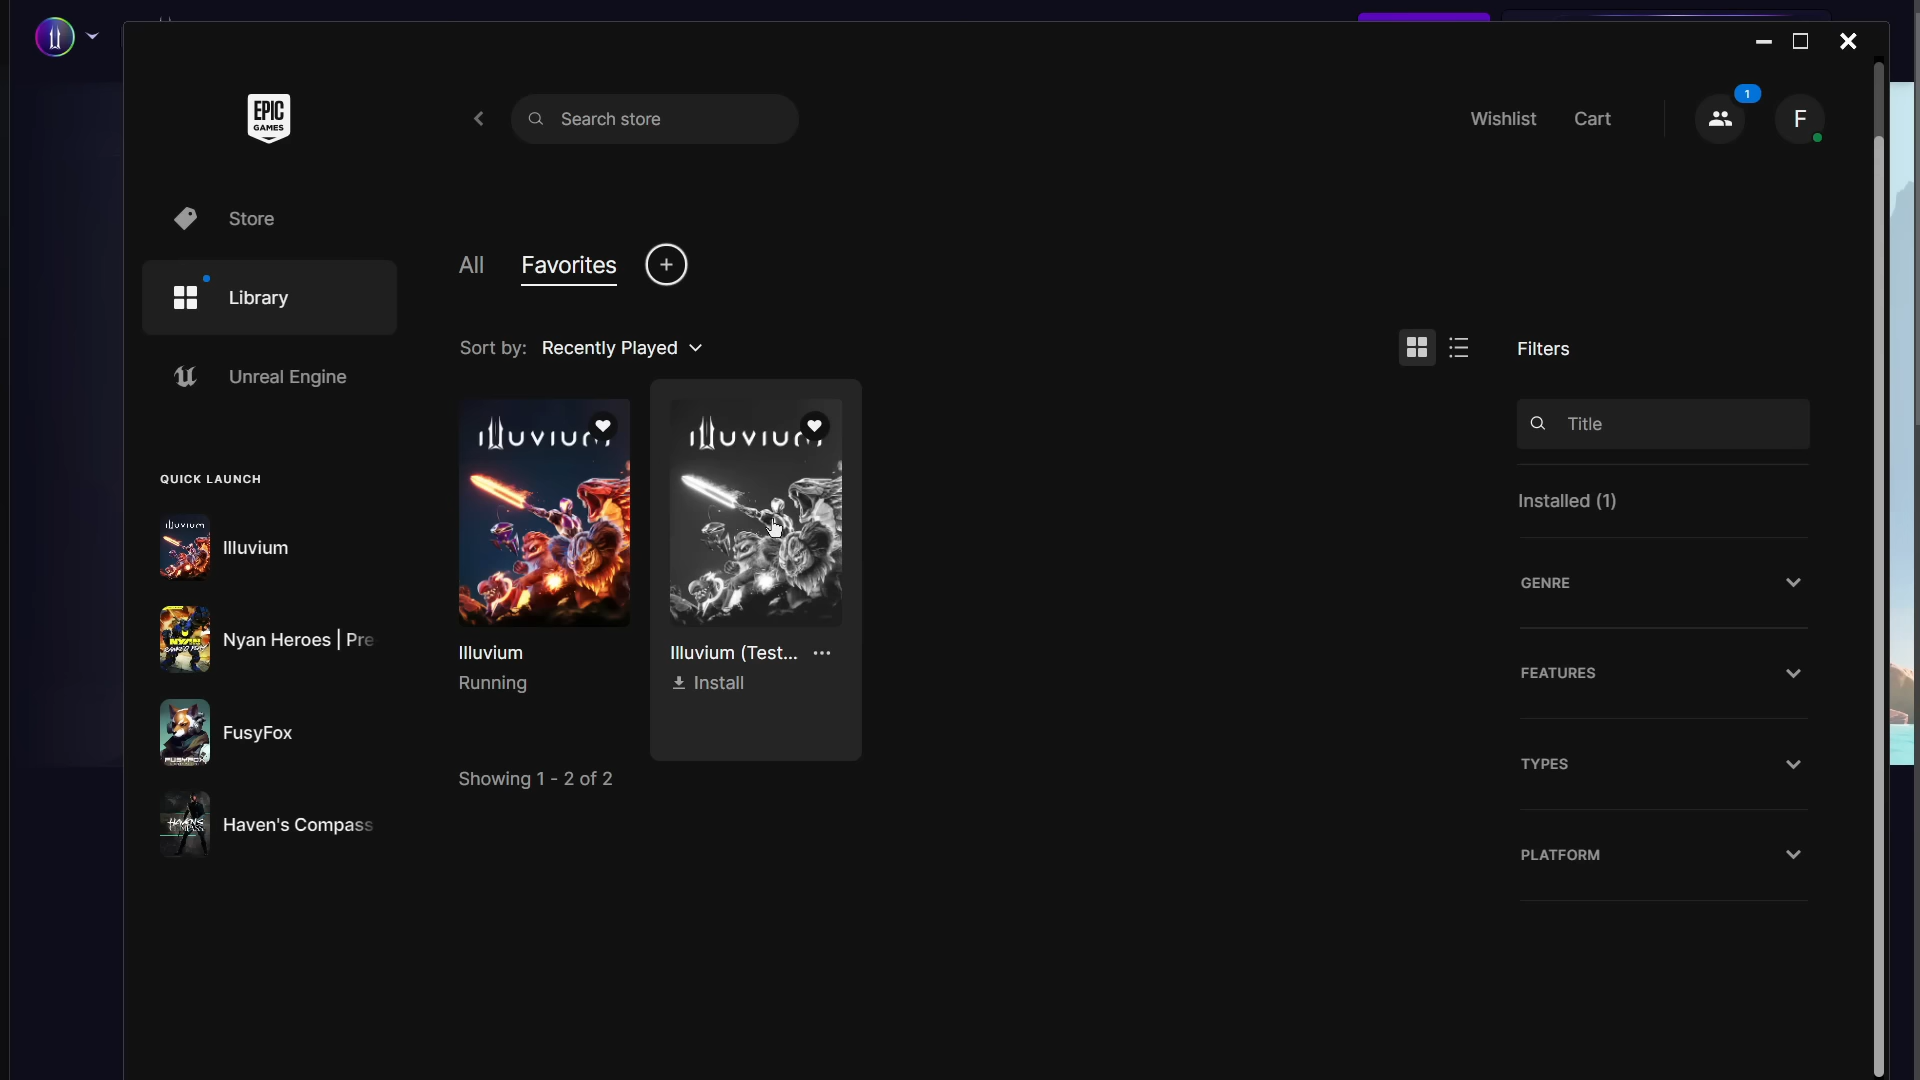 EPIC
GAMES
Search store
Wishlist
Cart
1
F
Store
Library
Unreal Engine
QUICK LAUNCH
Illuvium
Nyan Heroes | Pre
FusyFox
Haven's Compass
All
Favorites
Sort by: Recently Played
Illuvium
Running
Illuvium (Test...
Install
Showing 1 - 2 of 2
Filters
Title
Installed (1)
GENRE
FEATURES
TYPES
PLATFORM